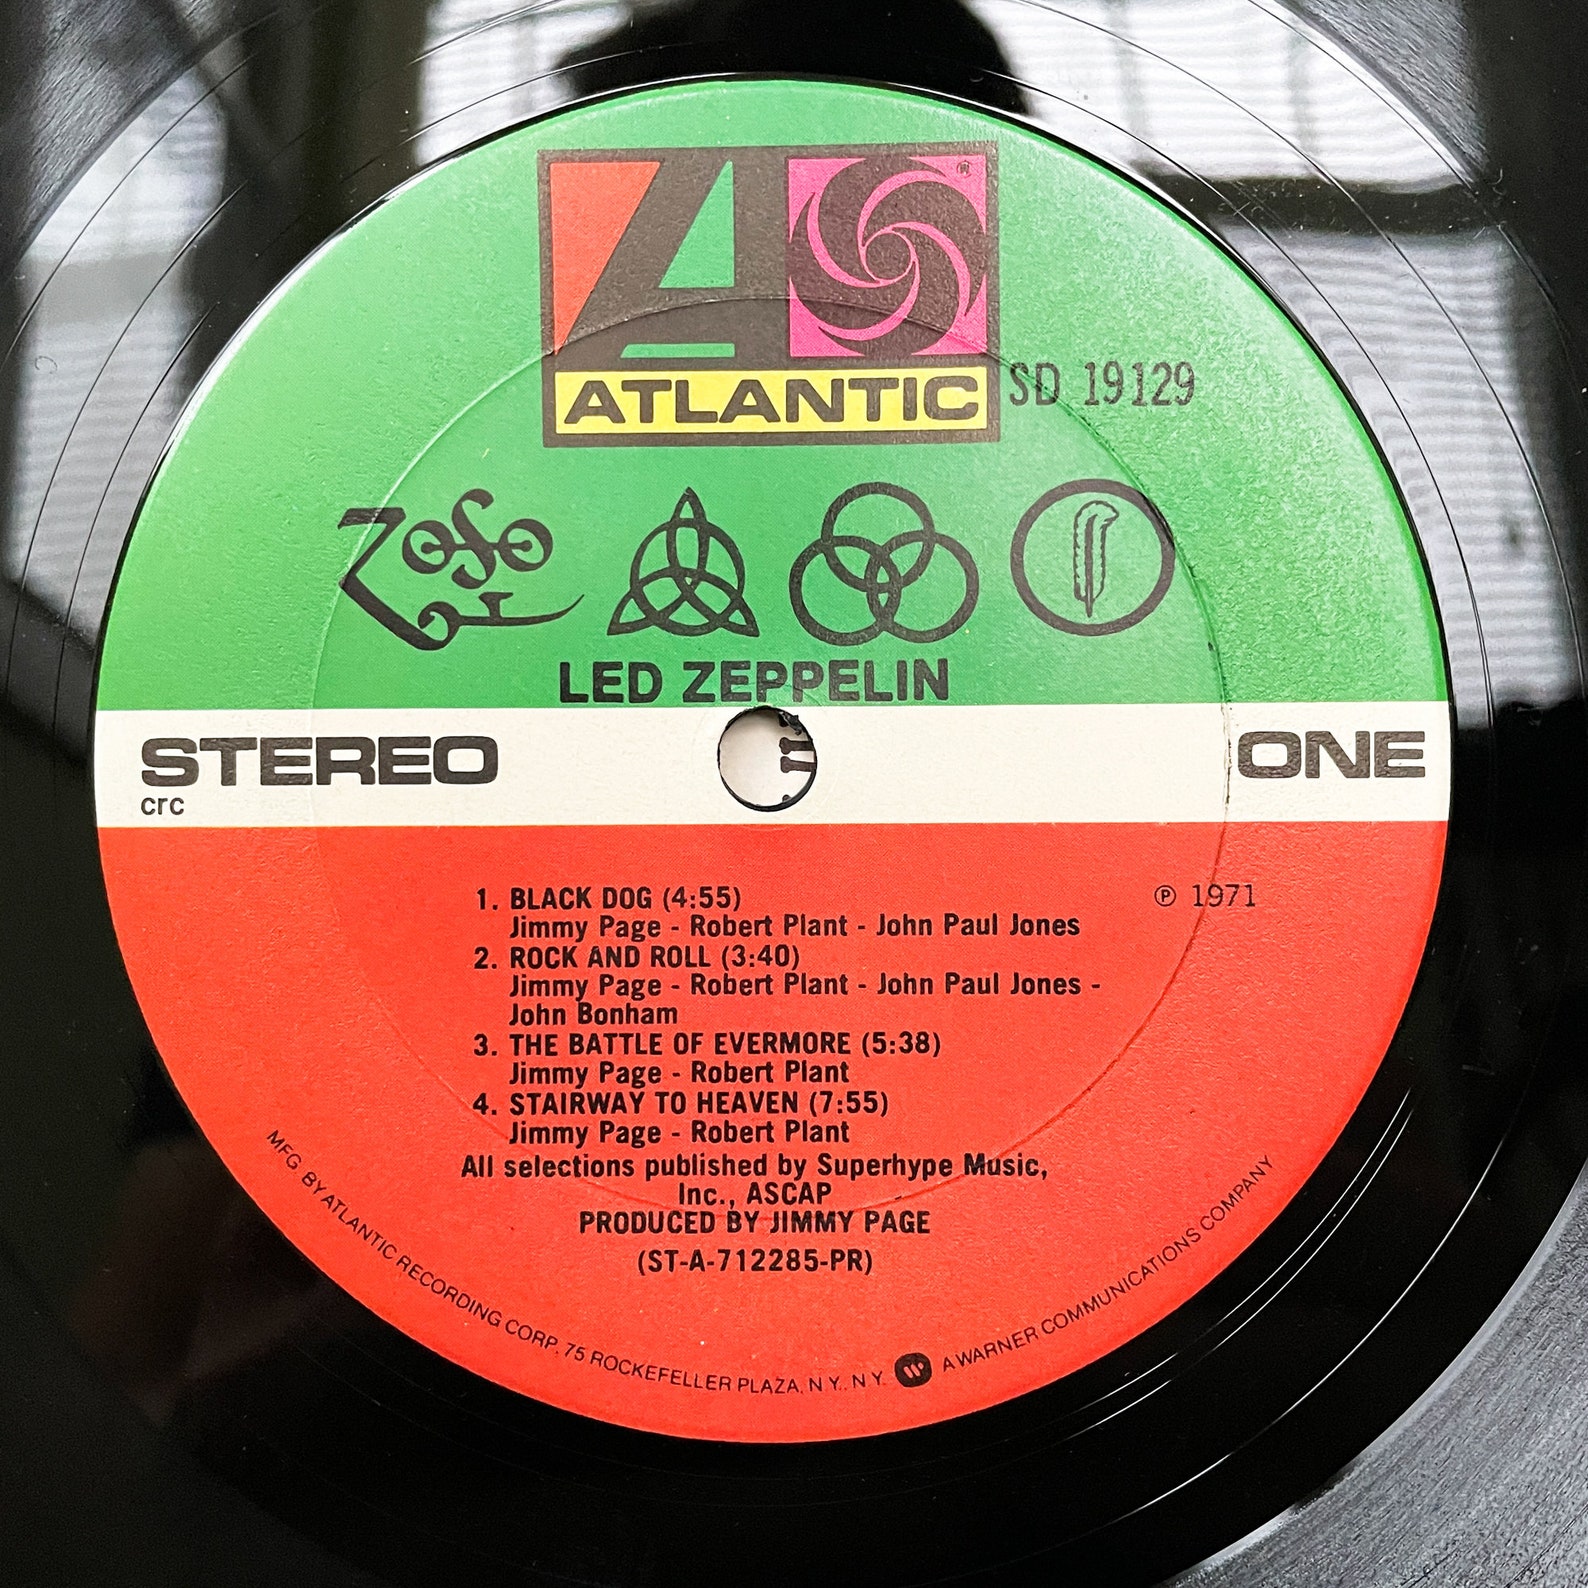 ATLANTIC
SD 19129
LED ZEPPELIN
STEREO
ONE
crc
℗ 1971
1. BLACK DOG (4:55)
Jimmy Page - Robert Plant - John Paul Jones
2. ROCK AND ROLL (3:40)
Jimmy Page - Robert Plant - John Paul Jones -
John Bonham
3. THE BATTLE OF EVERMORE (5:38)
Jimmy Page - Robert Plant
4. STAIRWAY TO HEAVEN (7:55)
Jimmy Page - Robert Plant
All selections published by Superhype Music,
Inc., ASCAP
PRODUCED BY JIMMY PAGE
(ST-A-712285-PR)
MFG. BY ATLANTIC RECORDING CORP. 75 ROCKEFELLER PLAZA, N.Y., N.Y. A WARNER COMMUNICATIONS COMPANY